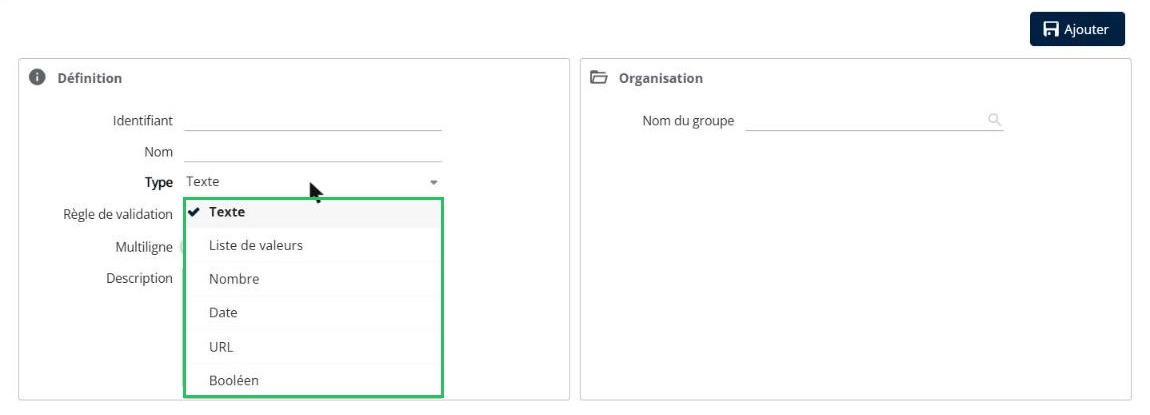 Ajouter
Définition
Identifiant
Nom
Type Texte
Règle de validation
Multiligne
Description
Texte
Liste de valeurs
Nombre
Date
URL
Booléen
Organisation
Nom du groupe